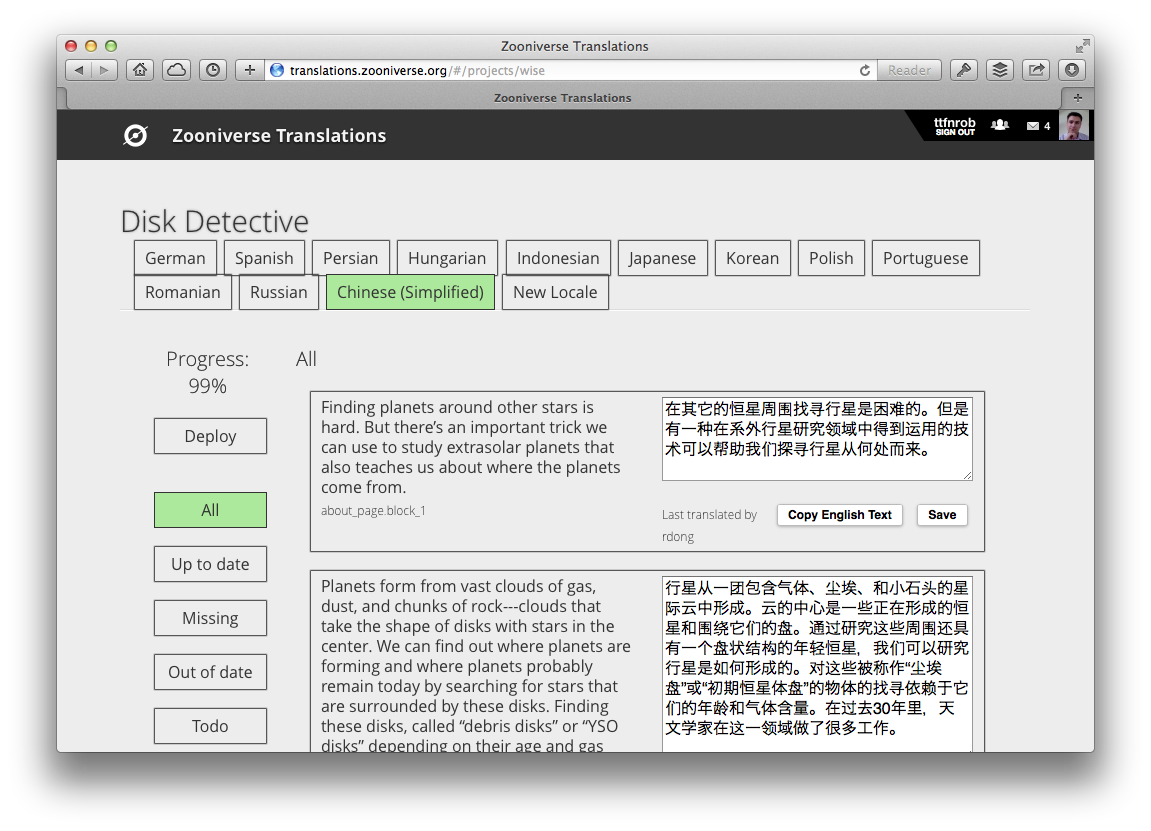 Zooniverse Translations
translations.zooniverse.org/#/projects/wise
Reader
Zooniverse Translations
Zooniverse Translations
ttfnrob
SIGN OUT
4
Disk Detective
German
Spanish
Persian
Hungarian
Indonesian
Japanese
Korean
Polish
Portuguese
Romanian
Russian
Chinese (Simplified)
New Locale
Progress:
99%
Deploy
All
Up to date
Missing
Out of date
Todo
All
Finding planets around other stars is
hard. But there’s an important trick we
can use to study extrasolar planets that
also teaches us about where the planets
come from.
about_page.block_1
在其它的恒星周围找寻行星是困难的。但是
有一种在系外行星研究领域中得到运用的技
术可以帮助我们探寻行星从何处而来。
Last translated by
rdong
Copy English Text
Save
Planets form from vast clouds of gas,
dust, and chunks of rock---clouds that
take the shape of disks with stars in the
center. We can find out where planets are
forming and where planets probably
remain today by searching for stars that
are surrounded by these disks. Finding
these disks, called “debris disks” or “YSO
disks” depending on their age and gas
行星从一团包含气体、尘埃、和小石头的星
际云中形成。云的中心是一些正在形成的恒
星和围绕它们的盘。通过研究这些周围还具
有一个盘状结构的年轻恒星，我们可以研究
行星是如何形成的。对这些被称作“尘埃
盘”或“初期恒星体盘”的物体的找寻依赖于它
们的年龄和气体含量。在过去30年里，天
文学家在这一领域做了很多工作。